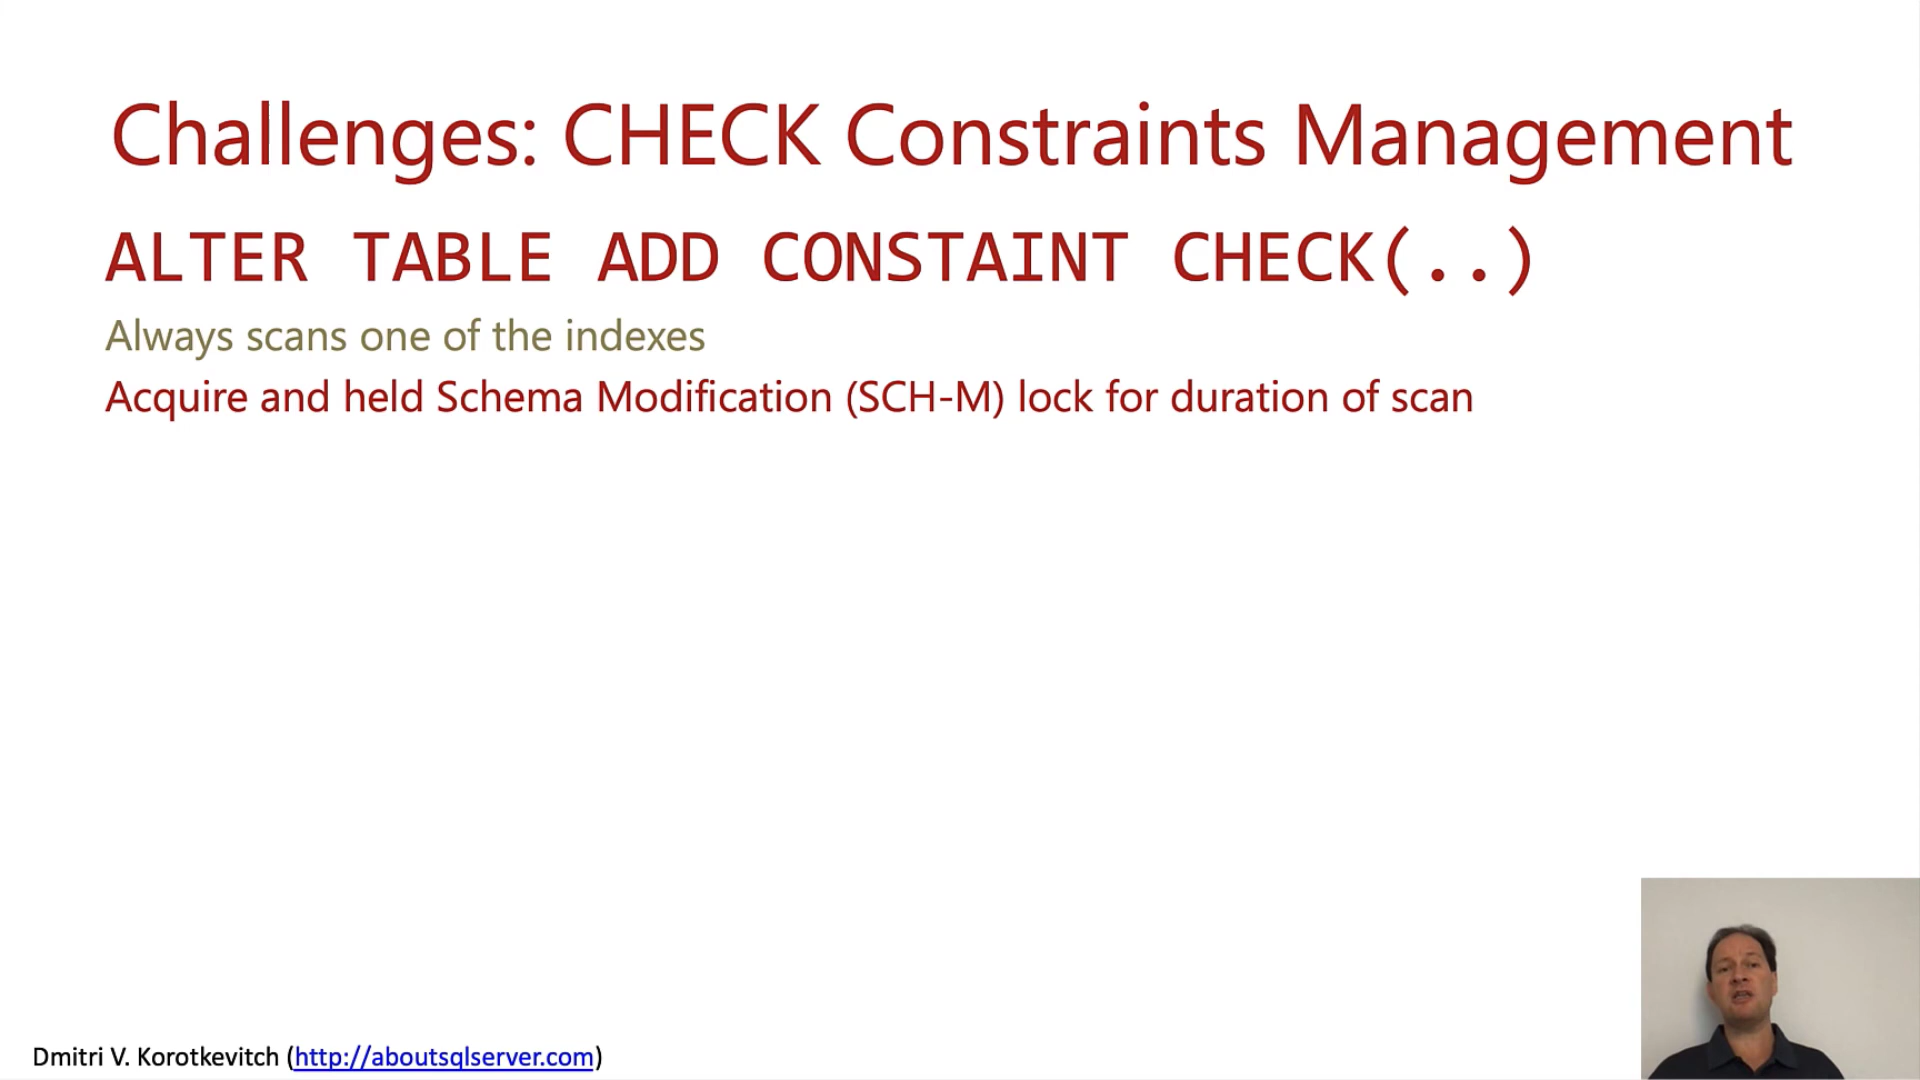 Challenges: CHECK Constraints Management
ALTER TABLE ADD CONSTAINT CHECK(..)
Always scans one of the indexes
Acquire and held Schema Modification (SCH-M) lock for duration of scan
Dmitri V. Korotkevitch (http://aboutsqlserver.com)